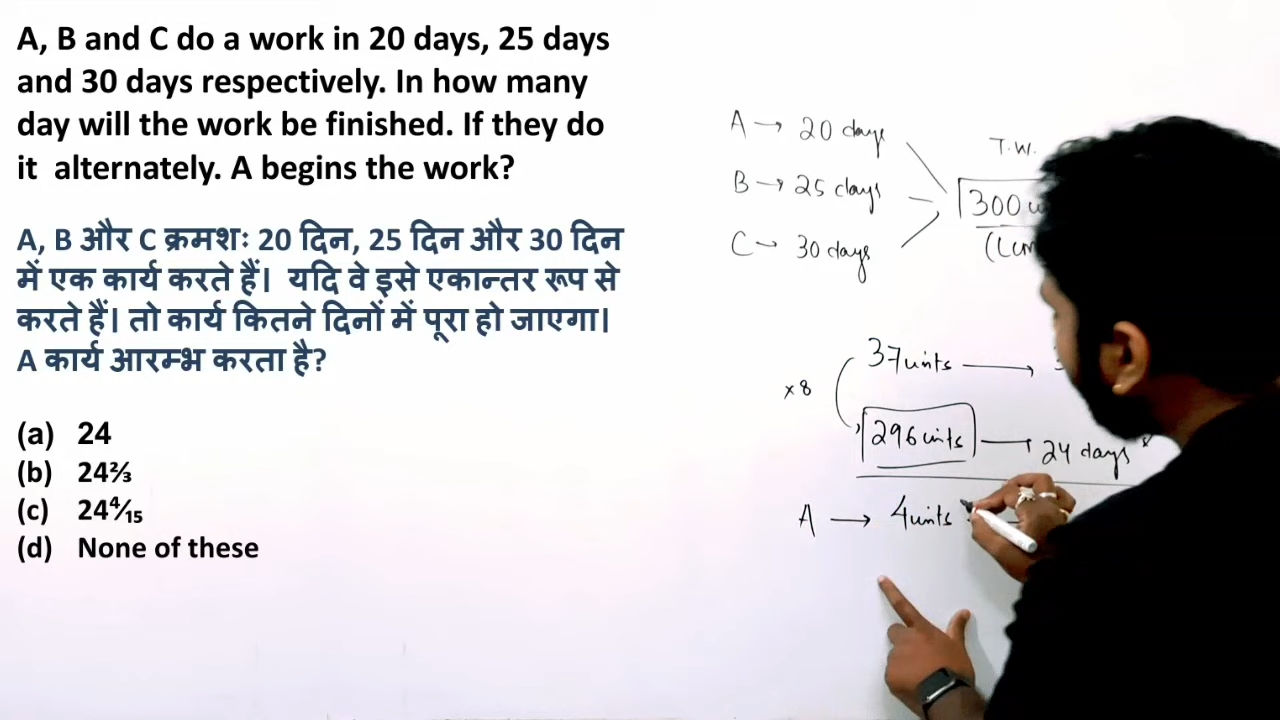 A, B and C do a work in 20 days, 25 days
and 30 days respectively. In how many
day will the work be finished. If they do
it alternately. A begins the work?
A, B और C क्रमशः 20 दिन, 25 दिन और 30 दिन
में एक कार्य करते हैं। यदि वे इसे एकान्तर रूप से
करते हैं। तो कार्य कितने दिनों में पूरा हो जाएगा।
A कार्य आरम्भ करता है?
(a) 24
(b) 24⅔
(c) 24⁴⁄₁₅
(d) None of these
A → 20 days
B → 25 days
C → 30 days
T.W.
300
37 units →
×8
296 units → 24 days
A → 4 units